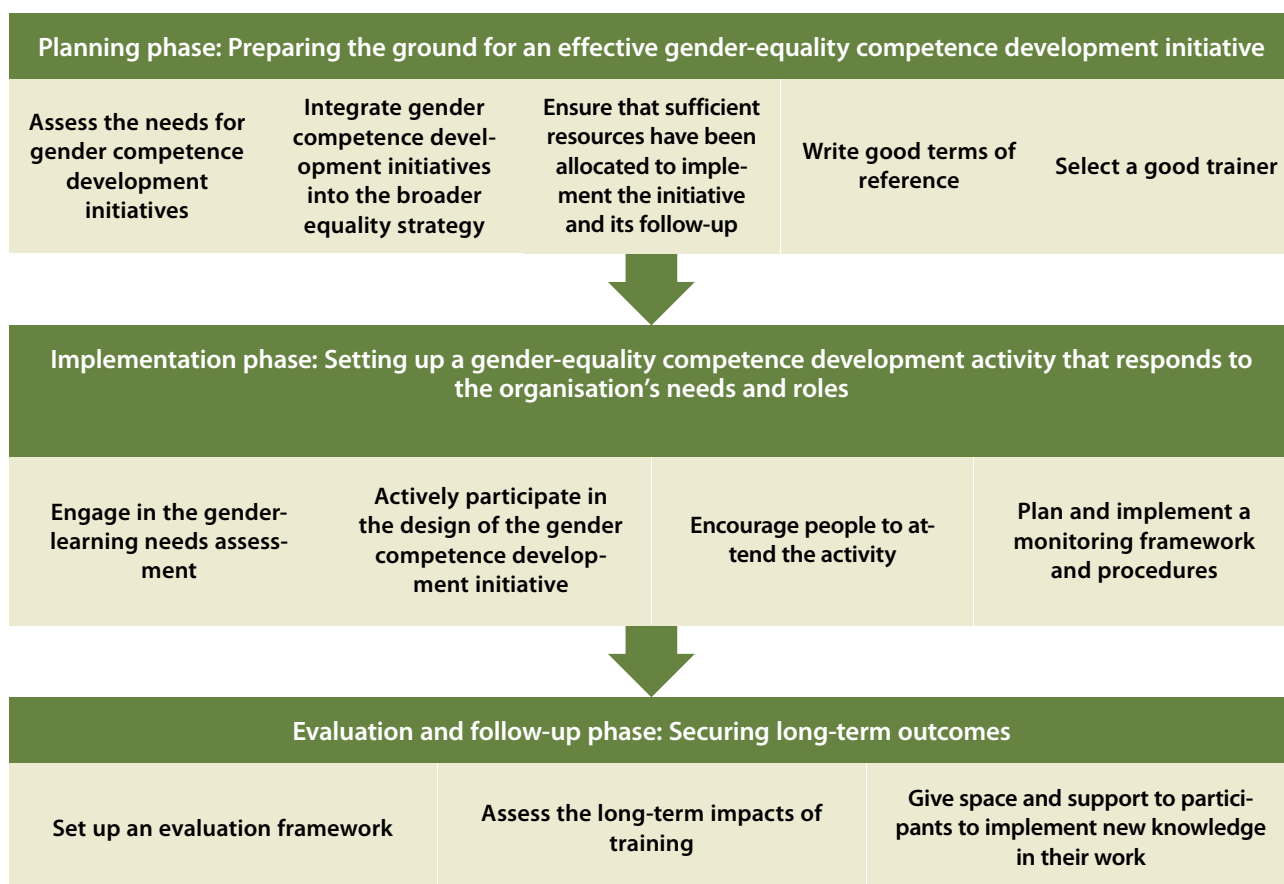 Planning phase: Preparing the ground for an effective gender-equality competence development initiative
Assess the needs for
gender competence
development
initiatives
Integrate gender
competence devel-
opment initiatives
into the broader
equality strategy
Ensure that sufficient
resources have been
allocated to imple-
ment the initiative
and its follow-up
Write good terms of
reference
Select a good trainer
Implementation phase: Setting up a gender-equality competence development activity that responds to
the organisation’s needs and roles
Engage in the gender-
learning needs assess-
ment
Actively participate in
the design of the gender
competence develop-
ment initiative
Encourage people to at-
tend the activity
Plan and implement a
monitoring framework
and procedures
Evaluation and follow-up phase: Securing long-term outcomes
Set up an evaluation framework
Assess the long-term impacts of
training
Give space and support to partici-
pants to implement new knowledge
in their work